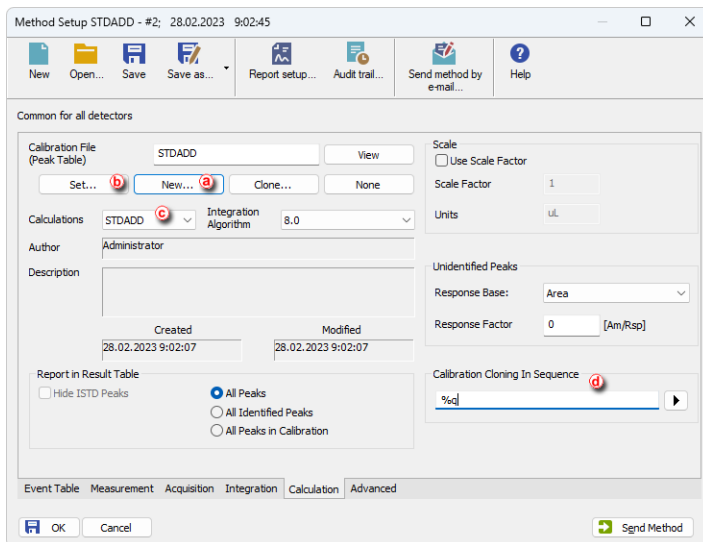 Method Setup STDADD - #2; 28.02.2023 9:02:45
New Open... Save Save as... Report setup... Audit trail... Send method by e-mail... Help
Common for all detectors
Calibration File
(Peak Table)
STDADD
View
Set... b New... a Clone... None
Calculations STDADD c Integration Algorithm 8.0
Author Administrator
Description
Created Modified
28.02.2023 9:02:07 28.02.2023 9:02:07
Report in Result Table
Hide ISTD Peaks
All Peaks
All Identified Peaks
All Peaks in Calibration
Scale
Use Scale Factor
Scale Factor 1
Units uL
Unidentified Peaks
Response Base: Area
Response Factor 0 [Am/Rsp]
Calibration Cloning In Sequence d
%q
Event Table Measurement Acquisition Integration Calculation Advanced
OK Cancel Send Method